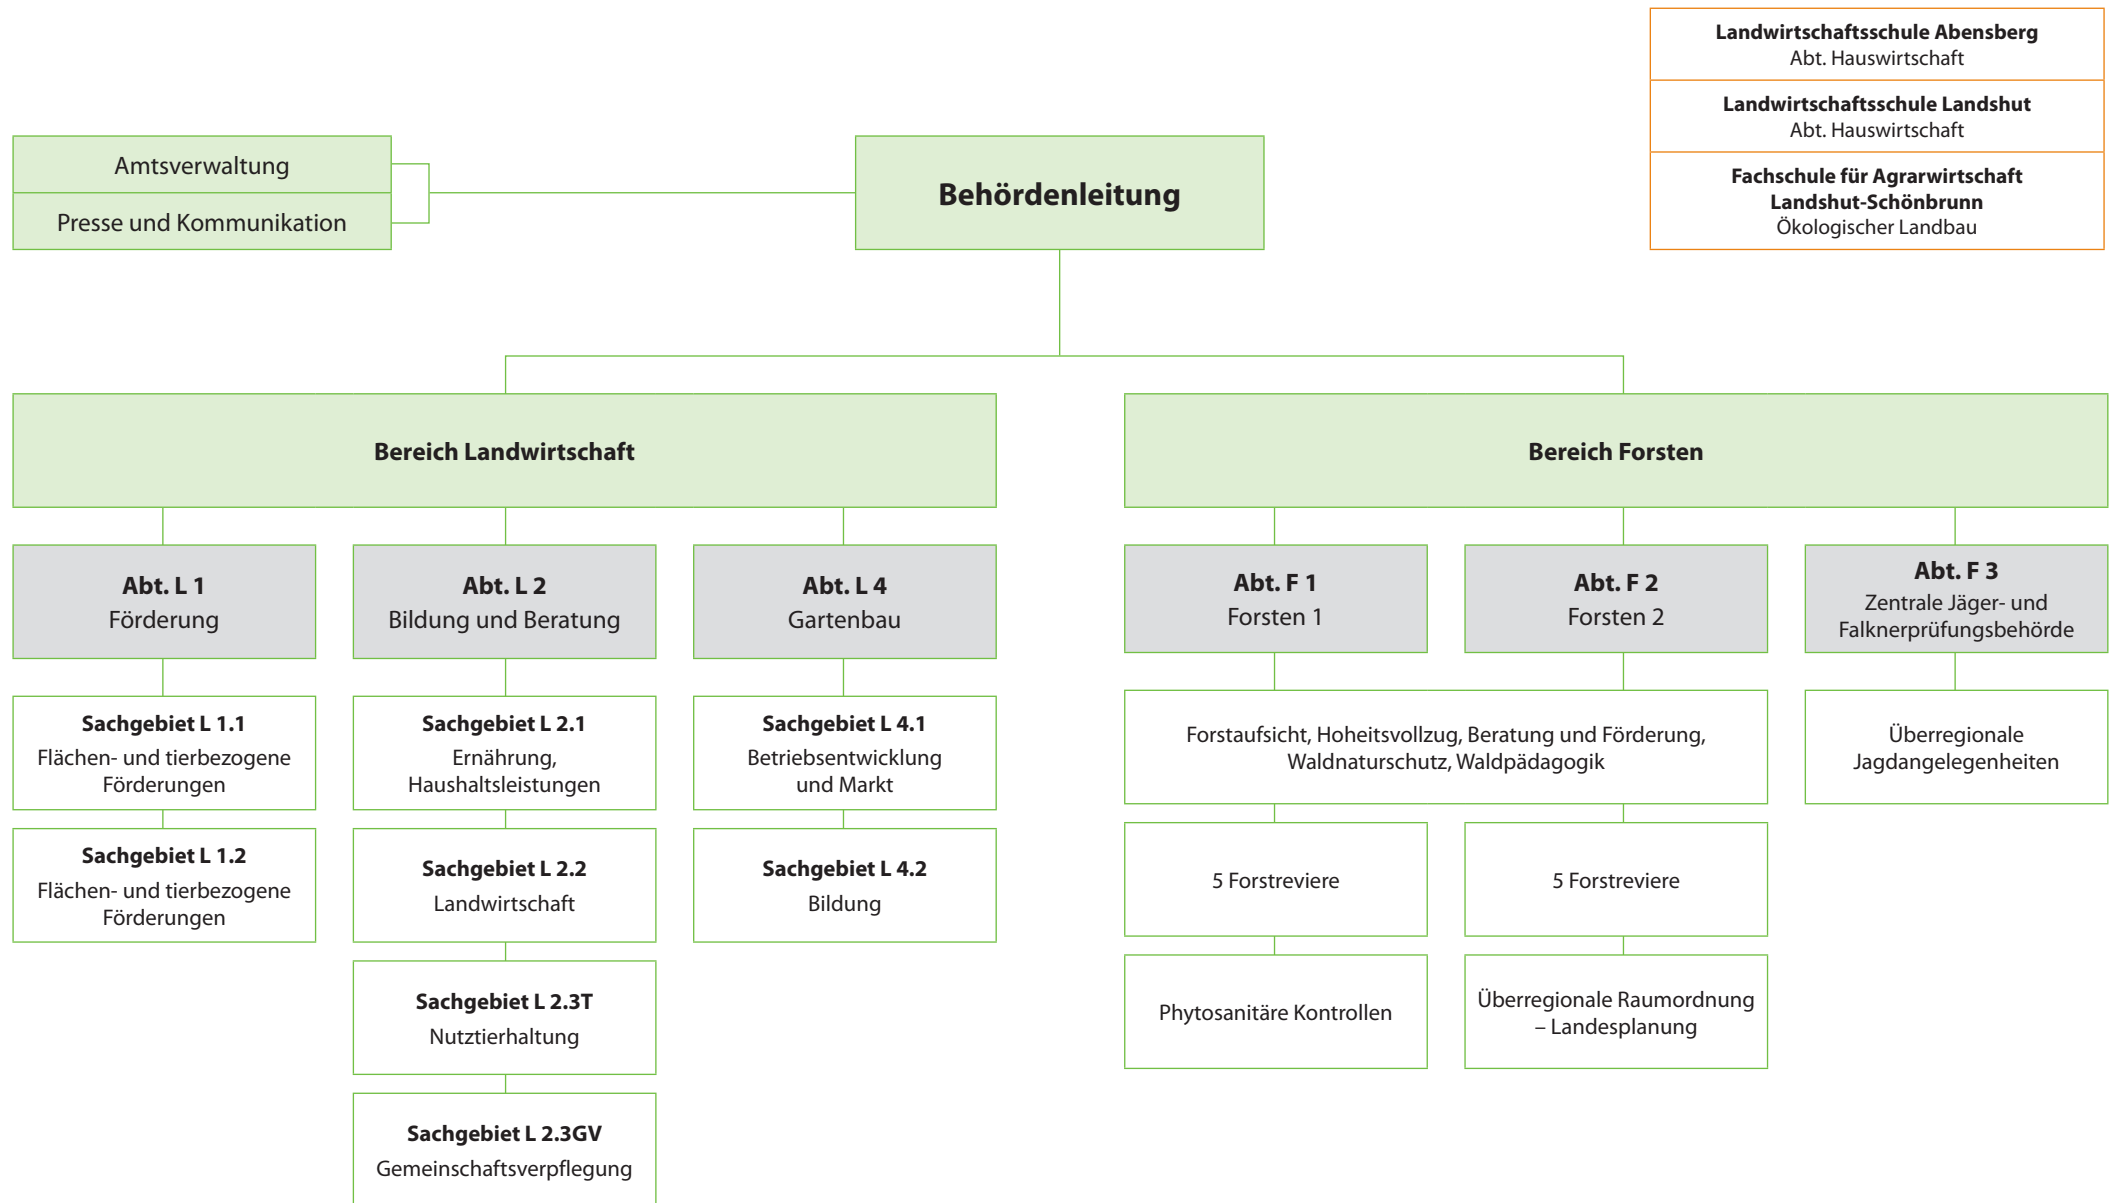 Landwirtschaftsschule Abensberg
Abt. Hauswirtschaft
Landwirtschaftsschule Landshut
Abt. Hauswirtschaft
Fachschule für Agrarwirtschaft
Landshut-Schönbrunn
Ökologischer Landbau
Amtsverwaltung
Presse und Kommunikation
Behördenleitung
Bereich Landwirtschaft
Abt. L 1
Förderung
Sachgebiet L 1.1
Flächen- und tierbezogene
Förderungen
Sachgebiet L 1.2
Flächen- und tierbezogene
Förderungen
Abt. L 2
Bildung und Beratung
Sachgebiet L 2.1
Ernährung,
Haushaltsleistungen
Sachgebiet L 2.2
Landwirtschaft
Sachgebiet L 2.3T
Nutztierhaltung
Sachgebiet L 2.3GV
Gemeinschaftsverpflegung
Abt. L 4
Gartenbau
Sachgebiet L 4.1
Betriebsentwicklung
und Markt
Sachgebiet L 4.2
Bildung
Bereich Forsten
Abt. F 1
Forsten 1
Abt. F 2
Forsten 2
Abt. F 3
Zentrale Jäger- und
Falknerprüfungsbehörde
Forstaufsicht, Hoheitsvollzug, Beratung und Förderung,
Waldnaturschutz, Waldpädagogik
Überregionale
Jagdangelegenheiten
5 Forstreviere
5 Forstreviere
Phytosanitäre Kontrollen
Überregionale Raumordnung
– Landesplanung